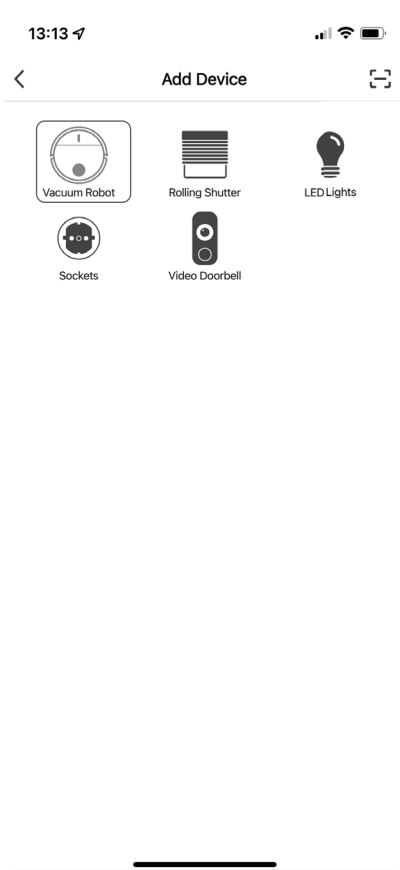 13:13
Add Device
Vacuum Robot
Rolling Shutter
LED Lights
Sockets
Video Doorbell